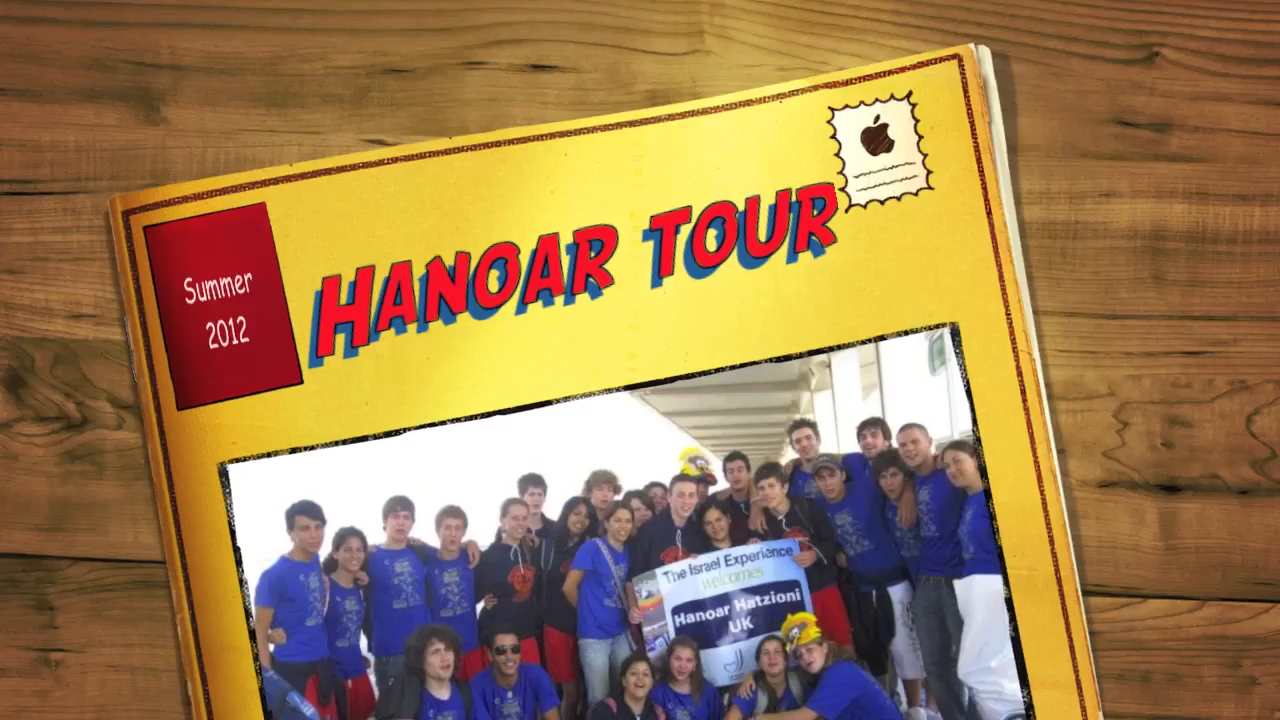 HANOAR TOUR
Summer
2012
The Israel Experience
welcomes
Hanoar Hatzioni
UK